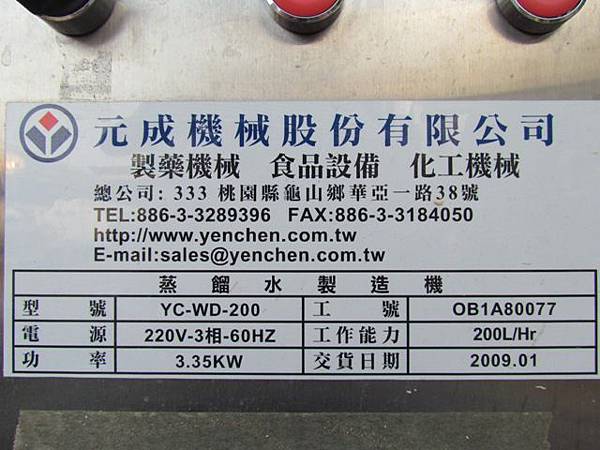 元成機械股份有限公司
製藥機械 食品設備 化工機械
總公司: 333 桃園縣龜山鄉華亞一路38號
TEL:886-3-3289396 FAX:886-3-3184050
http://www.yenchen.com.tw
E-mail:sales@yenchen.com.tw
蒸餾水製造機
型號 YC-WD-200 工號 OB1A80077
電源 220V-3相-60HZ 工作能力 200L/Hr
功率 3.35KW 交貨日期 2009.01